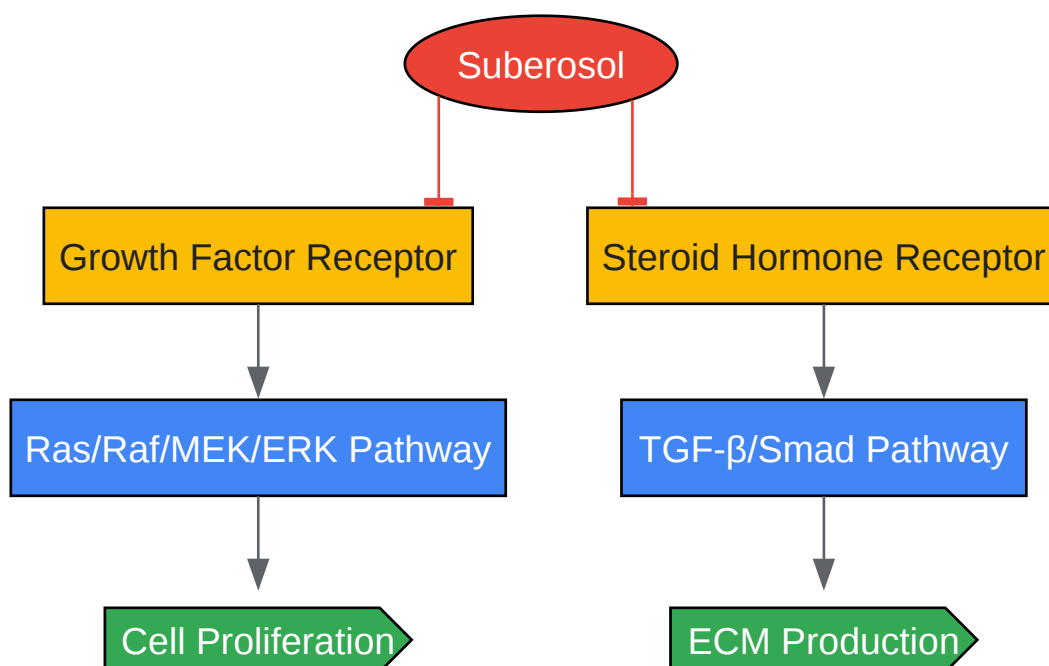 Suberosol
Growth Factor Receptor
Steroid Hormone Receptor
Ras/Raf/MEK/ERK Pathway
TGF-β/Smad Pathway
Cell Proliferation
ECM Production